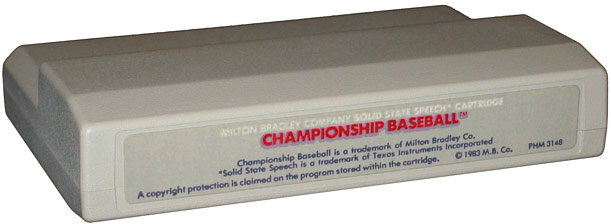 MILTON BRADLEY COMPANY SOLID STATE SPEECH* CARTRIDGE
CHAMPIONSHIP BASEBALL™
Championship Baseball is a trademark of Milton Bradley Co.
*Solid State Speech is a trademark of Texas Instruments Incorporated
© 1983 M.B. Co. PHM 3148
A copyright protection is claimed on the program stored within the cartridge.